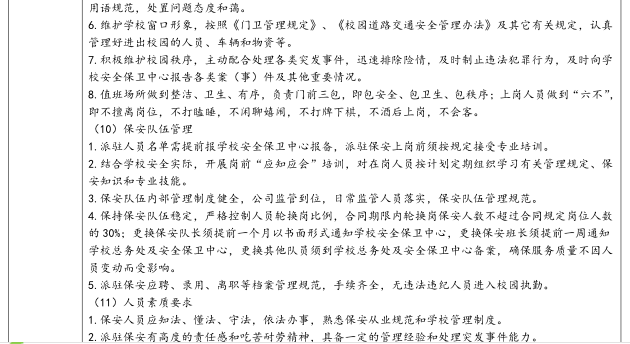 用语规范，处置问题态度和蔼。
6.维护学校窗口形象，按照《门卫管理规定》、《校园道路交通安全管理办法》及其它有关规定，认真
管理好进出校园的人员、车辆和物资等。
7.积极维护校园秩序，主动配合处理各类突发事件，迅速排除险情，及时制止违法犯罪行为，及时向学
校安全保卫中心报告各类案（事）件及其他重要情况。
8.值班场所做到整洁、卫生、有序，负责门前三包，即包安全、包卫生、包秩序；上岗人员做到“六不”，
即不擅离岗位，不打瞌睡，不闲聊嬉闹，不打牌下棋，不酒后上岗，不会客。
（10）保安队伍管理
1.派驻人员名单需提前报学校安全保卫中心报备，派驻保安上岗前须按规定接受专业培训。
2.结合学校安全实际，开展岗前“应知应会”培训，对在岗人员按计划定期组织学习有关管理规定、保
安知识和专业技能。
3.保安队伍内部管理制度健全，公司监管到位，日常监管人员落实，保安队伍管理规范。
4.保持保安队伍稳定，严格控制人员轮换岗比例，合同期限内轮换岗保安人数不超过合同规定岗位人数
的30%；更换保安队长须提前一个月以书面形式通知学校安全保卫中心，更换保安班长须提前一周通知
学校总务处及安全保卫中心，更换其他队员须到学校总务处及安全保卫中心备案，确保服务质量不因人
员变动而受影响。
5.派驻保安应聘、录用、离职等档案管理规范，手续齐全，无违法违纪人员进入校园执勤。
（11）人员素质要求
1.保安人员应知法、懂法、守法，依法办事，熟悉保安从业规范和学校管理制度。
2.派驻保安有高度的责任感和吃苦耐劳精神，具备一定的管理经验和处理突发事件能力。